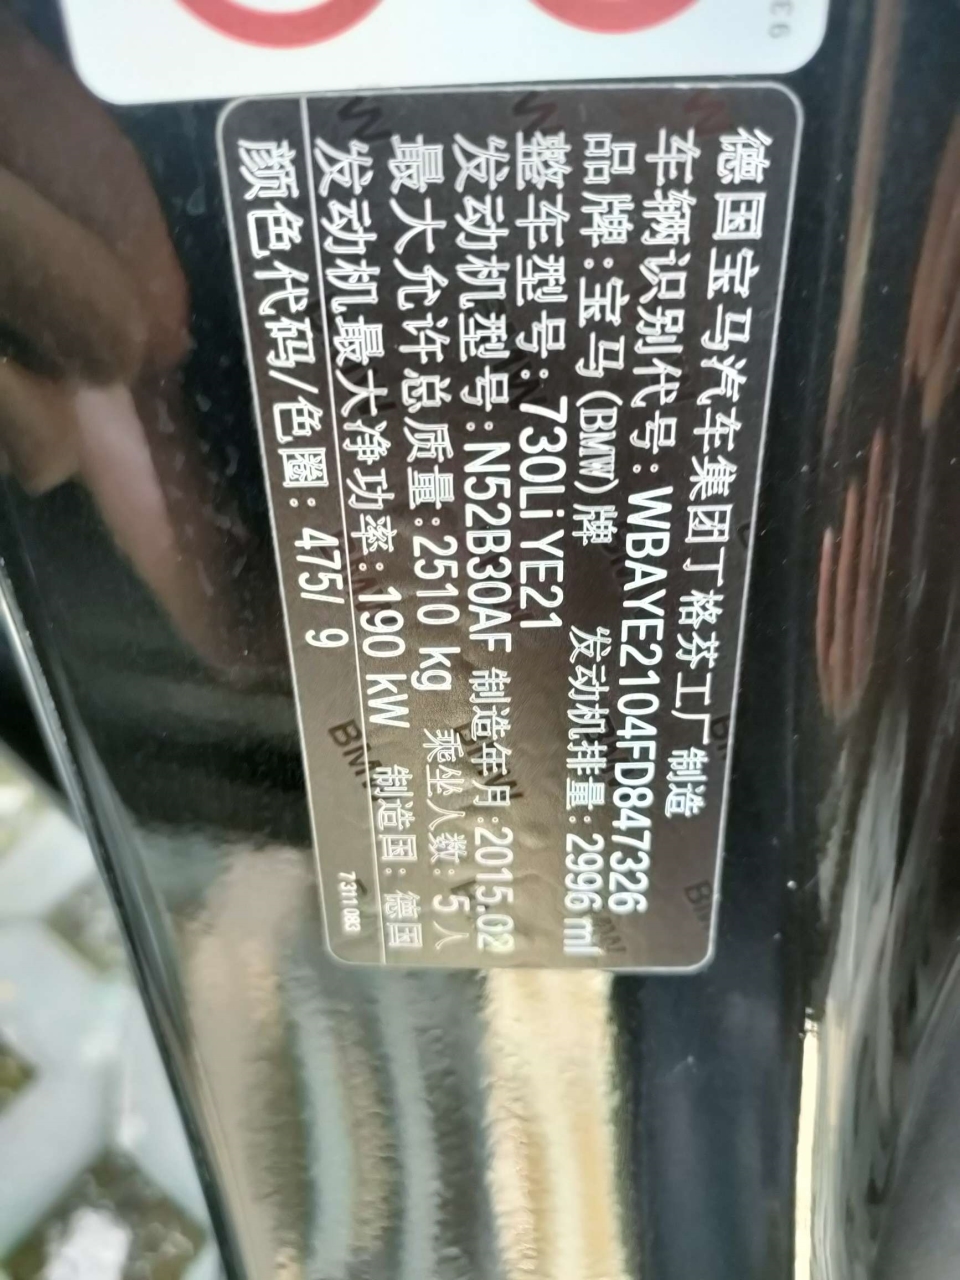 德国宝马汽车集团丁格芬工厂 制造
车辆识别代号:WBAYE2104FD847326
品牌:宝马(BMW)牌 发动机排量:2996 ml
整车型号:730Li YE21
发动机型号:N52B30AF 制造年月:2015.02
最大允许总质量:2510 kg 乘坐人数:5人
发动机最大净功率:190 kW 制造国:德国
颜色代码/色圈:475/ 9
7311 083